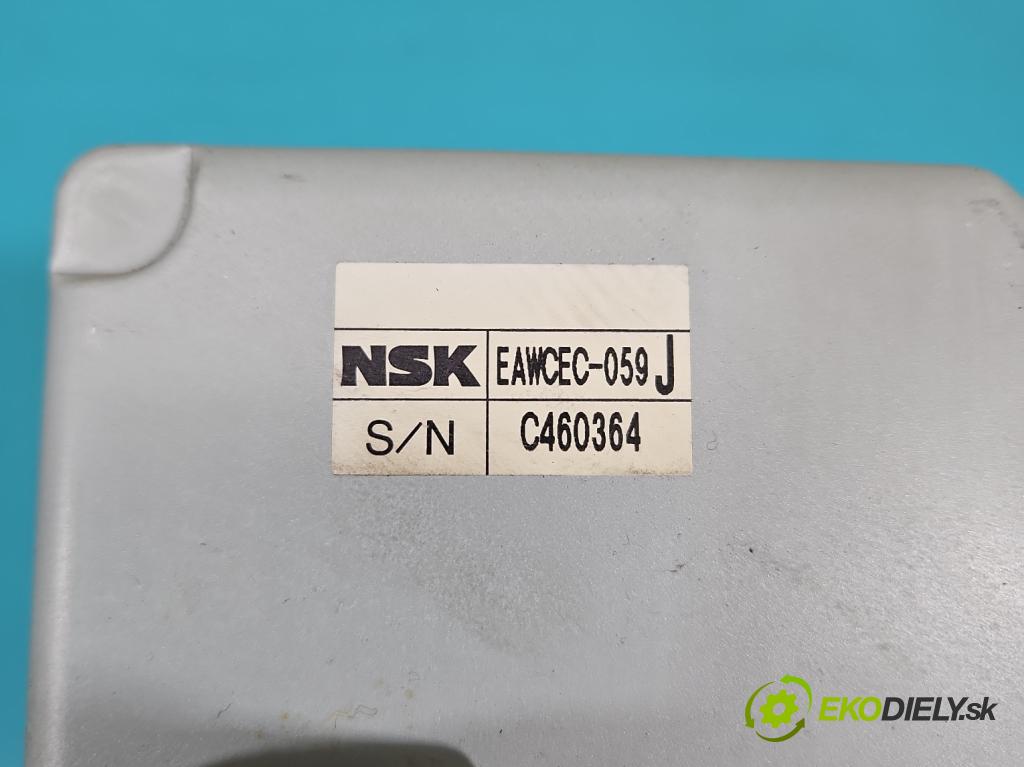 NSK EAWCEC-059 J
S/N C460364
EKODIELY.sk